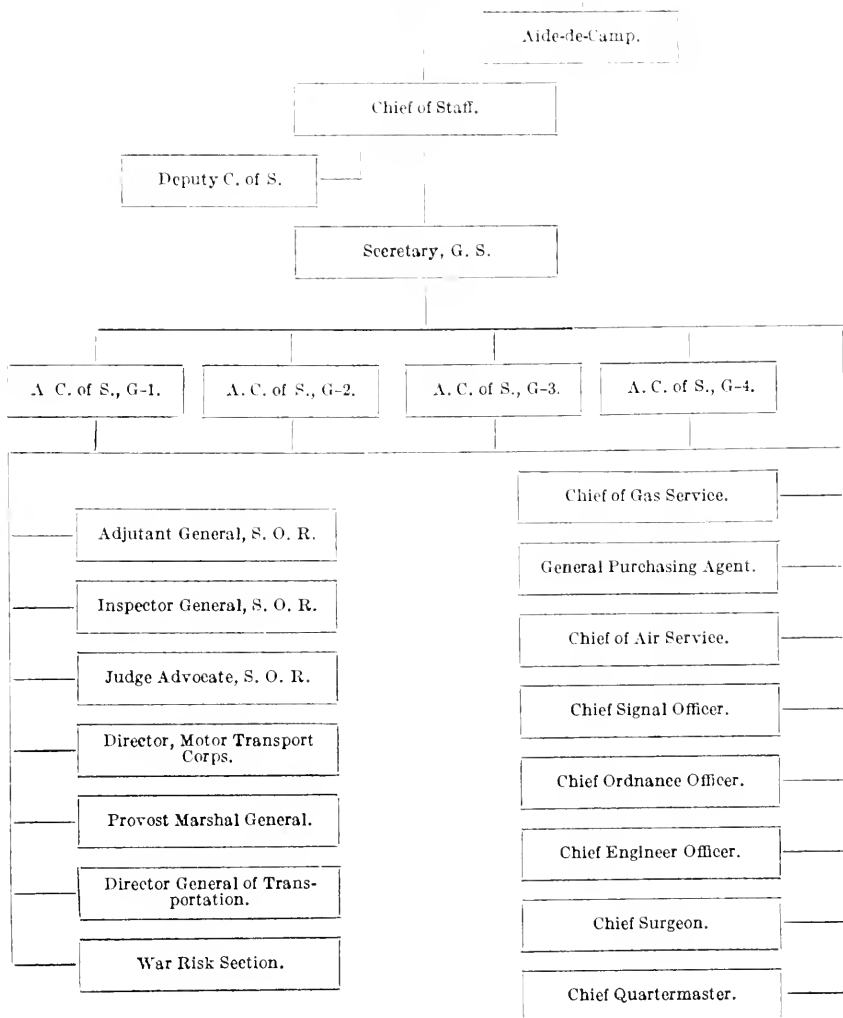 Aide-de-Camp.
Chief of Staff.
Deputy C. of S.
Secretary, G. S.
A C. of S., G-1.
A. C. of S., G-2.
A. C. of S., G-3.
A. C. of S., G-4.
Adjutant General, S. O. R.
Inspector General, S. O. R.
Judge Advocate, S. O. R.
Director, Motor Transport
Corps.
Provost Marshal General.
Director General of Trans-
portation.
War Risk Section.
Chief of Gas Service.
General Purchasing Agent.
Chief of Air Service.
Chief Signal Officer.
Chief Ordnance Officer.
Chief Engineer Officer.
Chief Surgeon.
Chief Quartermaster.